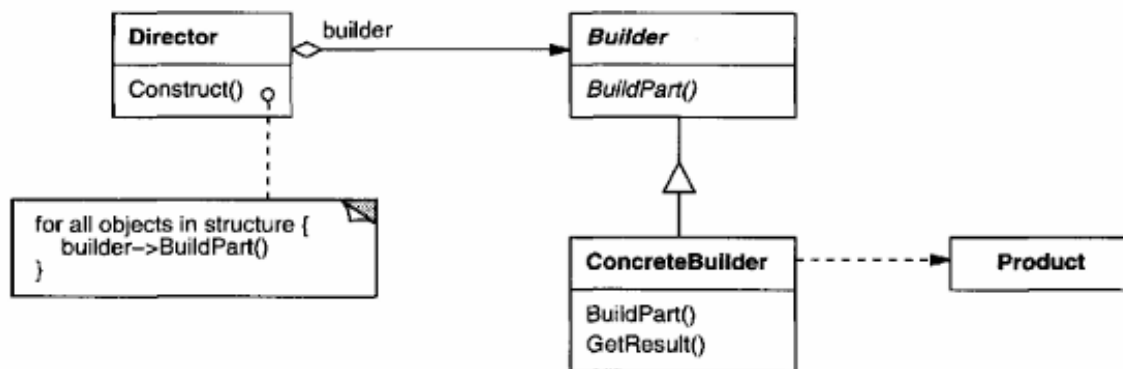 Director
builder
Builder
Construct()
BuildPart()
for all objects in structure {
builder->BuildPart()
}
ConcreteBuilder
Product
BuildPart()
GetResult()